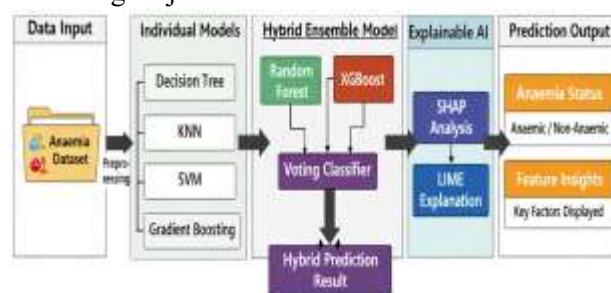 Data Input
Anaemia
Dataset
Prepro-
essing
Individual Models
Decision Tree
KNN
SVM
Gradient Boosting
Hybrid Ensemble Model
Random
Forest
XGBoost
Voting Classifier
Hybrid Prediction
Result
Explainable AI
SHAP
Analysis
LIME
Explanation
Prediction Output
Anaemia Status
Anaemic / Non-Anaemic
Feature Insights
Key Factors Displayed